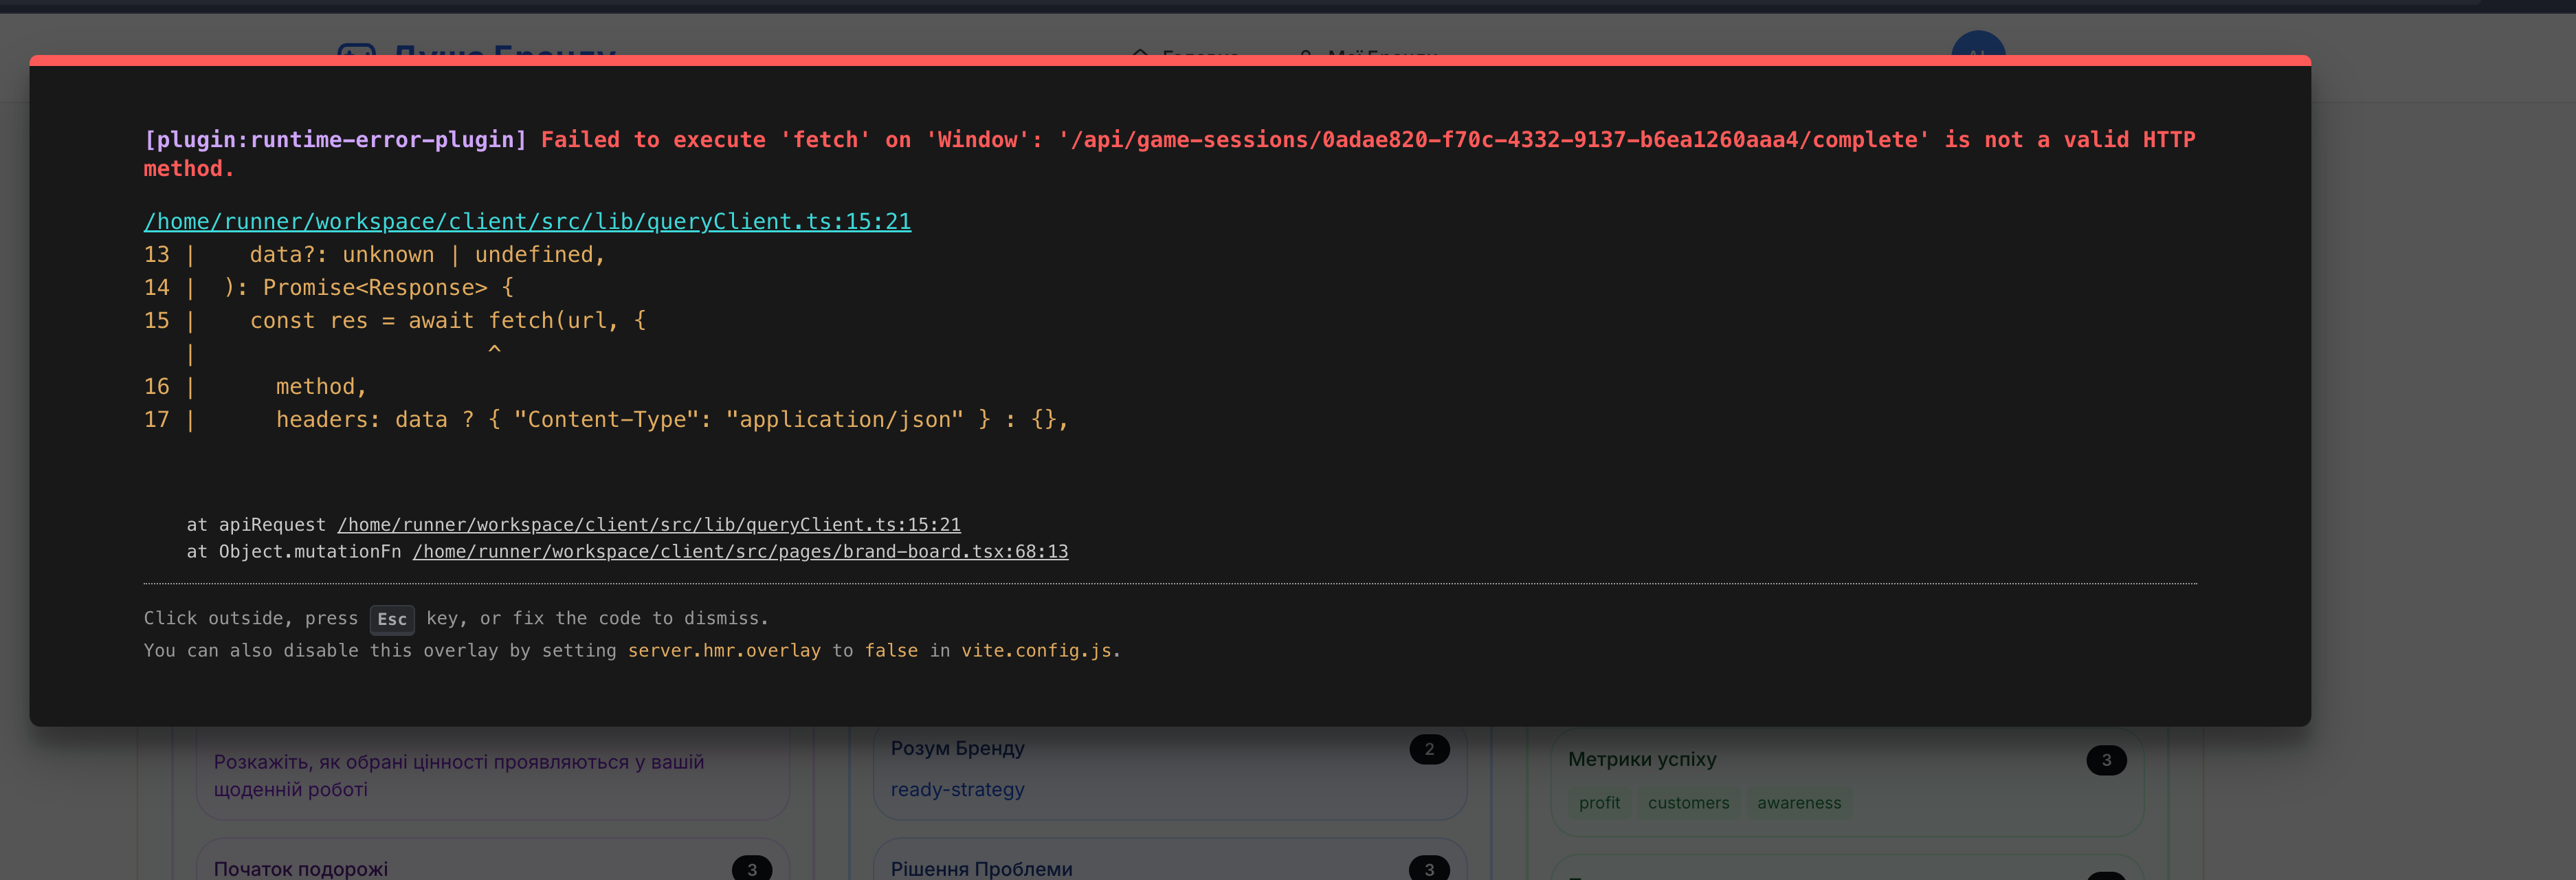 Душа Бренду
Головна
Мої Бренди
[plugin:runtime-error-plugin] Failed to execute 'fetch' on 'Window': '/api/game-sessions/0adae820-f70c-4332-9137-b6ea1260aaa4/complete' is not a valid HTTP
method.
/home/runner/workspace/client/src/lib/queryClient.ts:15:21
13 |    data?: unknown | undefined,
14 |  ): Promise<Response> {
15 |    const res = await fetch(url, {
   |                      ^
16 |      method,
17 |      headers: data ? { "Content-Type": "application/json" } : {},
at apiRequest /home/runner/workspace/client/src/lib/queryClient.ts:15:21
at Object.mutationFn /home/runner/workspace/client/src/pages/brand-board.tsx:68:13
Click outside, press Esc key, or fix the code to dismiss.
You can also disable this overlay by setting server.hmr.overlay to false in vite.config.js.
Розкажіть, як обрані цінності проявляються у вашій
щоденній роботі
Початок подорожі 3
Розум Бренду 2
ready-strategy
Рішення Проблеми 3
Метрики успіху 3
profit customers awareness